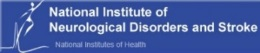 National Institute of
Neurological Disorders and Stroke
National Institutes of Health